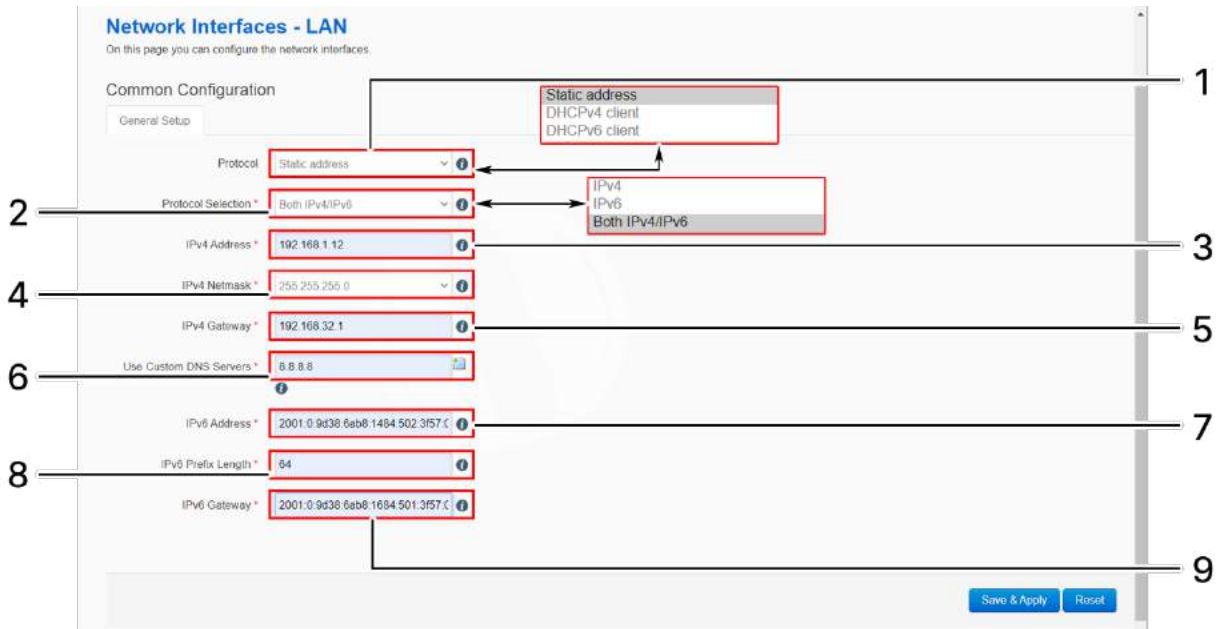 Network Interfaces - LAN
On this page you can configure the network interfaces.
Common Configuration
General Setup
1
Static address
DHCPv4 client
DHCPv6 client
Protocol Static address
2
Protocol Selection * Both IPv4/IPv6
IPv4
IPv6
Both IPv4/IPv6
IPv4 Address * 192.168.1.12
3
4
IPv4 Netmask * 255.255.255.0
IPv4 Gateway * 192.168.32.1
5
6
Use Custom DNS Servers * 8.8.8.8
IPv6 Address * 2001:0:9d38:6ab8:1484:502:3f57:
7
8
IPv6 Prefix Length * 64
IPv6 Gateway * 2001:0:9d38:6ab8:1684:501:3f57:
9
Save & Apply Reset